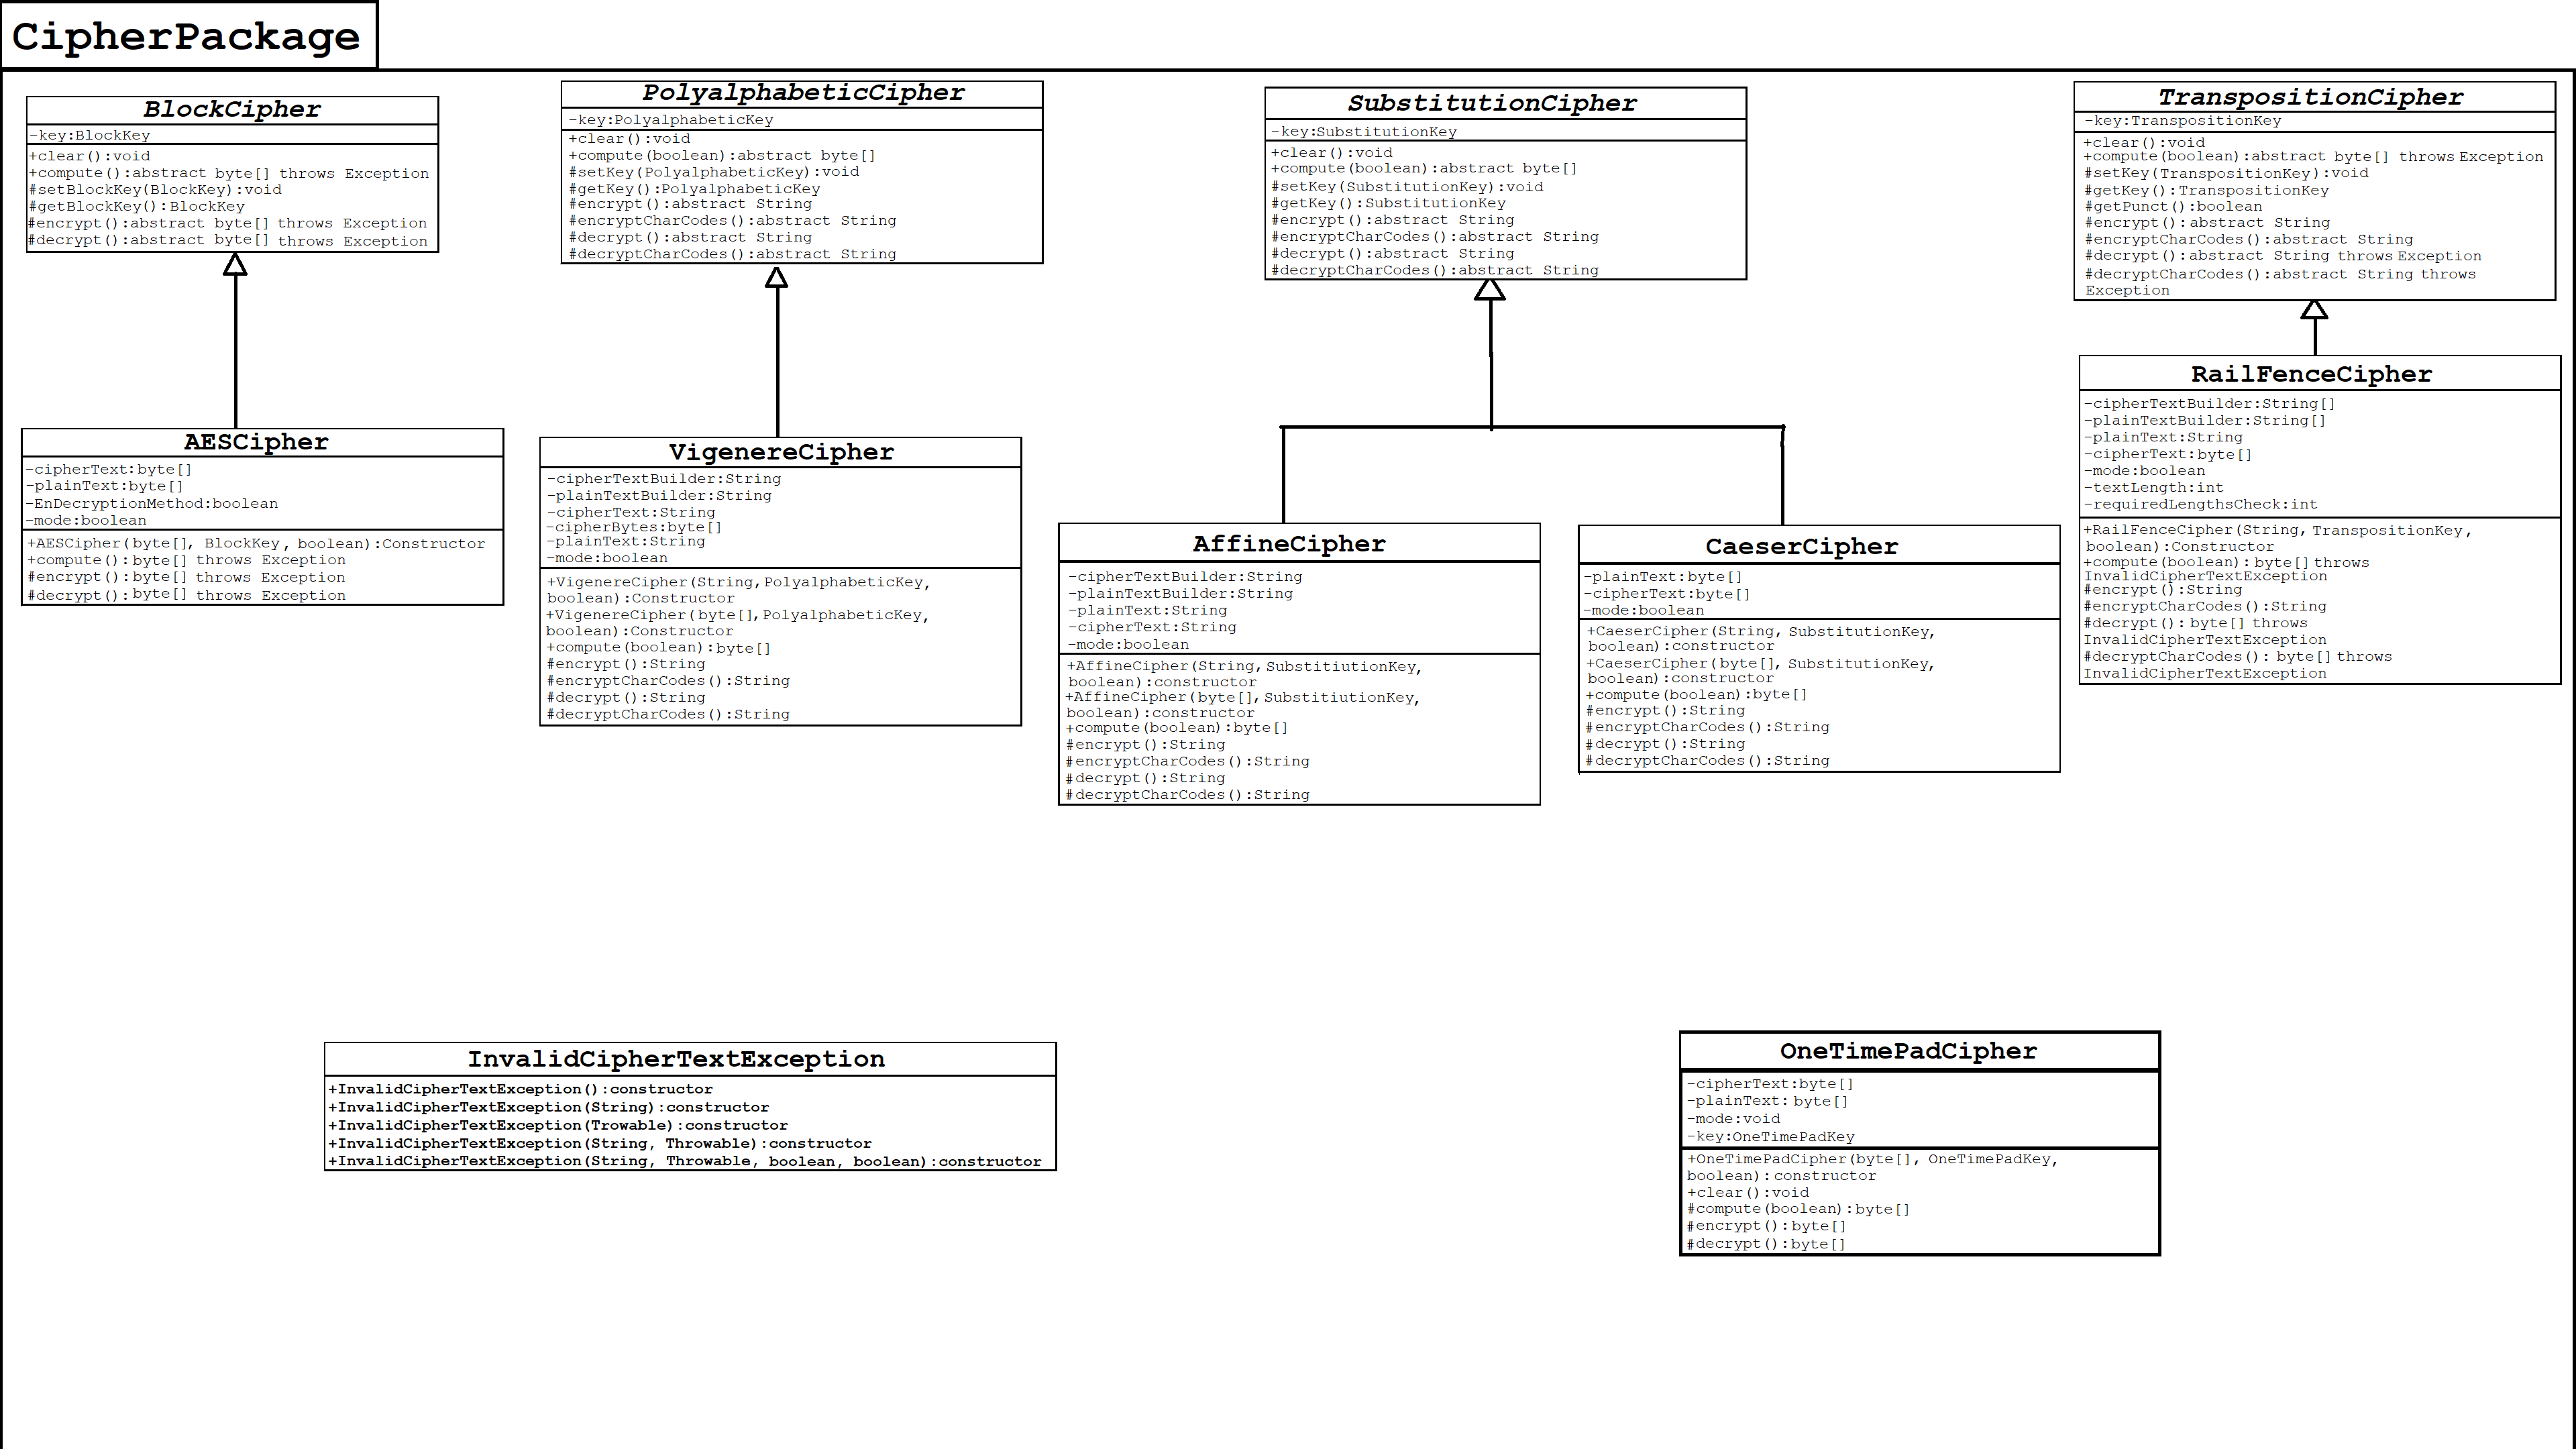 CipherPackage
BlockCipher
-key:BlockKey
+clear():void
+compute():abstract byte[] throws Exception
#setBlockKey(BlockKey):void
#getBlockKey():BlockKey
#encrypt():abstract byte[] throws Exception
#decrypt():abstract byte[] throws Exception
PolyalphabeticCipher
-key:PolyalphabeticKey
+clear():void
+compute(boolean):abstract byte[]
#setKey(PolyalphabeticKey):void
#getKey():PolyalphabeticKey
#encrypt():abstract String
#encryptCharCodes():abstract String
#decrypt():abstract String
#decryptCharCodes():abstract String
SubstitutionCipher
-key:SubstitutionKey
+clear():void
+compute(boolean):abstract byte[]
#setKey(SubstitutionKey):void
#getKey():SubstitutionKey
#encrypt():abstract String
#encryptCharCodes():abstract String
#decrypt():abstract String
#decryptCharCodes():abstract String
TranspositionCipher
-key:TranspositionKey
+clear():void
+compute(boolean):abstract byte[] throws Exception
#setKey(TranspositionKey):void
#getKey():TranspositionKey
#getPunct():boolean
#encrypt():abstract String
#encryptCharCodes():abstract String
#decrypt():abstract String throws Exception
#decryptCharCodes():abstract String throws
Exception
AESCipher
-cipherText:byte[]
-plainText:byte[]
-EnDecryptionMethod:boolean
-mode:boolean
+AESCipher(byte[], BlockKey, boolean):Constructor
+compute():byte[] throws Exception
#encrypt():byte[] throws Exception
#decrypt():byte[] throws Exception
VigenereCipher
-cipherTextBuilder:String
-plainTextBuilder:String
-cipherText:String
-cipherBytes:byte[]
-plainText:String
-mode:boolean
+VigenereCipher(String,PolyalphabeticKey,
boolean):Constructor
+VigenereCipher(byte[],PolyalphabeticKey,
boolean):Constructor
+compute(boolean):byte[]
#encrypt():String
#encryptCharCodes():String
#decrypt():String
#decryptCharCodes():String
AffineCipher
-cipherTextBuilder:String
-plainTextBuilder:String
-plainText:String
-cipherText:String
-mode:boolean
+AffineCipher(String,SubstitiutionKey,
boolean):constructor
+AffineCipher(byte[],SubstitiutionKey,
boolean):constructor
+compute(boolean):byte[]
#encrypt():String
#encryptCharCodes():String
#decrypt():String
#decryptCharCodes():String
CaeserCipher
-plainText:byte[]
-cipherText:byte[]
-mode:boolean
+CaeserCipher(String, SubstitutionKey,
boolean):constructor
+CaeserCipher(byte[], SubstitutionKey,
boolean):constructor
+compute(boolean):byte[]
#encrypt():String
#encryptCharCodes():String
#decrypt():String
#decryptCharCodes():String
RailFenceCipher
-cipherTextBuilder:String[]
-plainTextBuilder:String[]
-plainText:String
-cipherText:byte[]
-mode:boolean
-textLength:int
-requiredLengthsCheck:int
+RailFenceCipher(String, TranspositionKey,
boolean):Constructor
+compute(boolean):byte[] throws
InvalidCipherTextException
#encrypt():String
#encryptCharCodes():String
#decrypt():byte[] throws
InvalidCipherTextException
#decryptCharCodes():byte[] throws
InvalidCipherTextException
InvalidCipherTextException
+InvalidCipherTextException():constructor
+InvalidCipherTextException(String):constructor
+InvalidCipherTextException(Trowable):constructor
+InvalidCipherTextException(String, Throwable):constructor
+InvalidCipherTextException(String, Throwable, boolean, boolean):constructor
OneTimePadCipher
-cipherText:byte[]
-plainText:byte[]
-mode:void
-key:OneTimePadKey
+OneTimePadCipher(byte[], OneTimePadKey,
boolean):constructor
+clear():void
#compute(boolean):byte[]
#encrypt():byte[]
#decrypt():byte[]